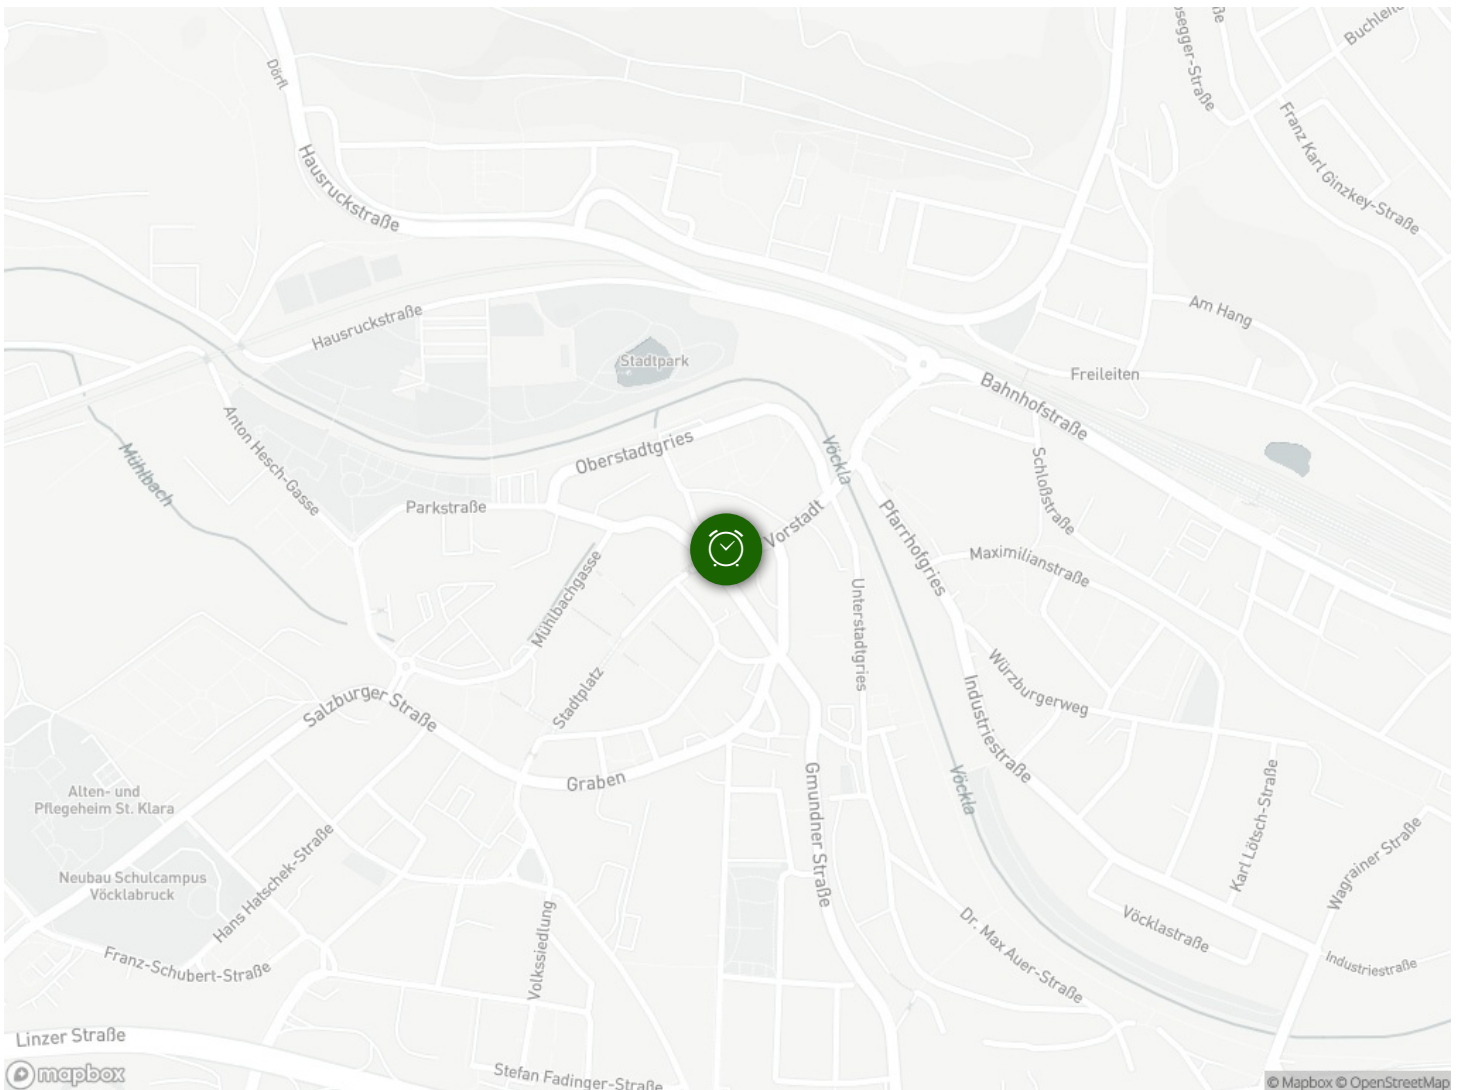 Dörfl
Hausruckstraße
Buchleite
Franz Karl Ginzkey-Straße
Hausruckstraße
Stadtpark
Am Hang
Freileiten
Bahnhofstraße
Anton Hesch-Gasse
Mühlbach
Oberstadtgries
Vöckla
Schloßstraße
Parkstraße
Vorstadt
Pfarrhofgries
Maximilianstraße
Mühlbachgasse
Unterstadtgries
Stadtplatz
Würzburgerweg
Salzburger Straße
Industriestraße
Graben
Vöckla
Gmundner Straße
Alten- und
Pflegeheim St. Klara
Karl Lötsch-Straße
Wagrainer Straße
Neubau Schulcampus
Vöcklabruck
Hans Hatschek-Straße
Volkssiedlung
Dr. Max Auer-Straße
Vöcklastraße
Franz-Schubert-Straße
Industriestraße
Linzer Straße
Stefan Fadinger-Straße
mapbox
© Mapbox © OpenStreetMap